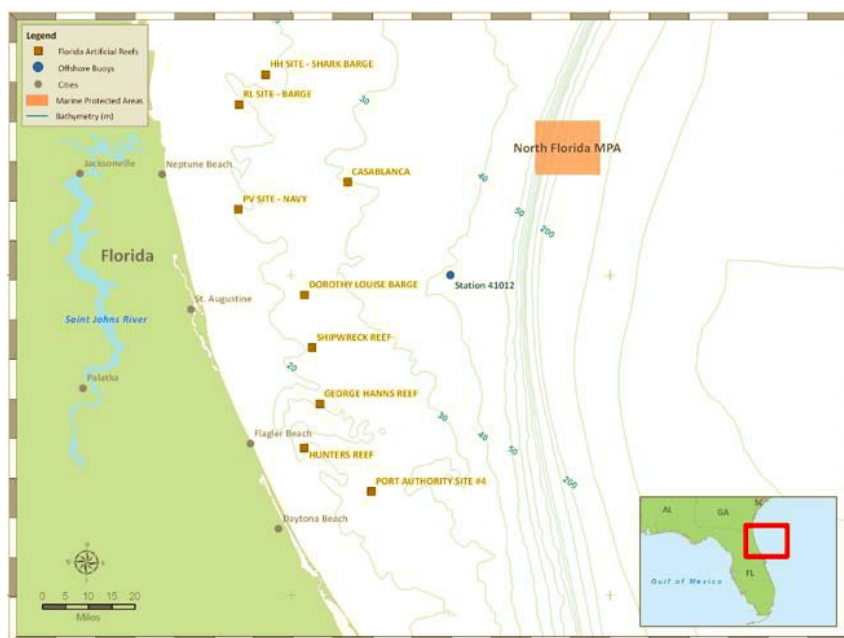 Legend
Florida Artificial Reefs
Offshore Buoys
Cities
Marine Protected Areas
Bathymetry (m)
HH SITE - SHARK BARGE
RL SITE - BARGE
30
Jacksonville
Neptune Beach
CASABLANCA
North Florida MPA
40
PV SITE - NAVY
50
200
Florida
DOROTHY LOUISE BARGE
Station 41012
St. Augustine
Saint Johns River
SHIPWRECK REEF
20
Palatka
GEORGE HANNS REEF
30
40
50
Flagler Beach
HUNTERS REEF
PORT AUTHORITY SITE #4
200
Daytona Beach
N
0 5 10 15 20
Miles
AL
GA
SC
FL
Gulf of Mexico